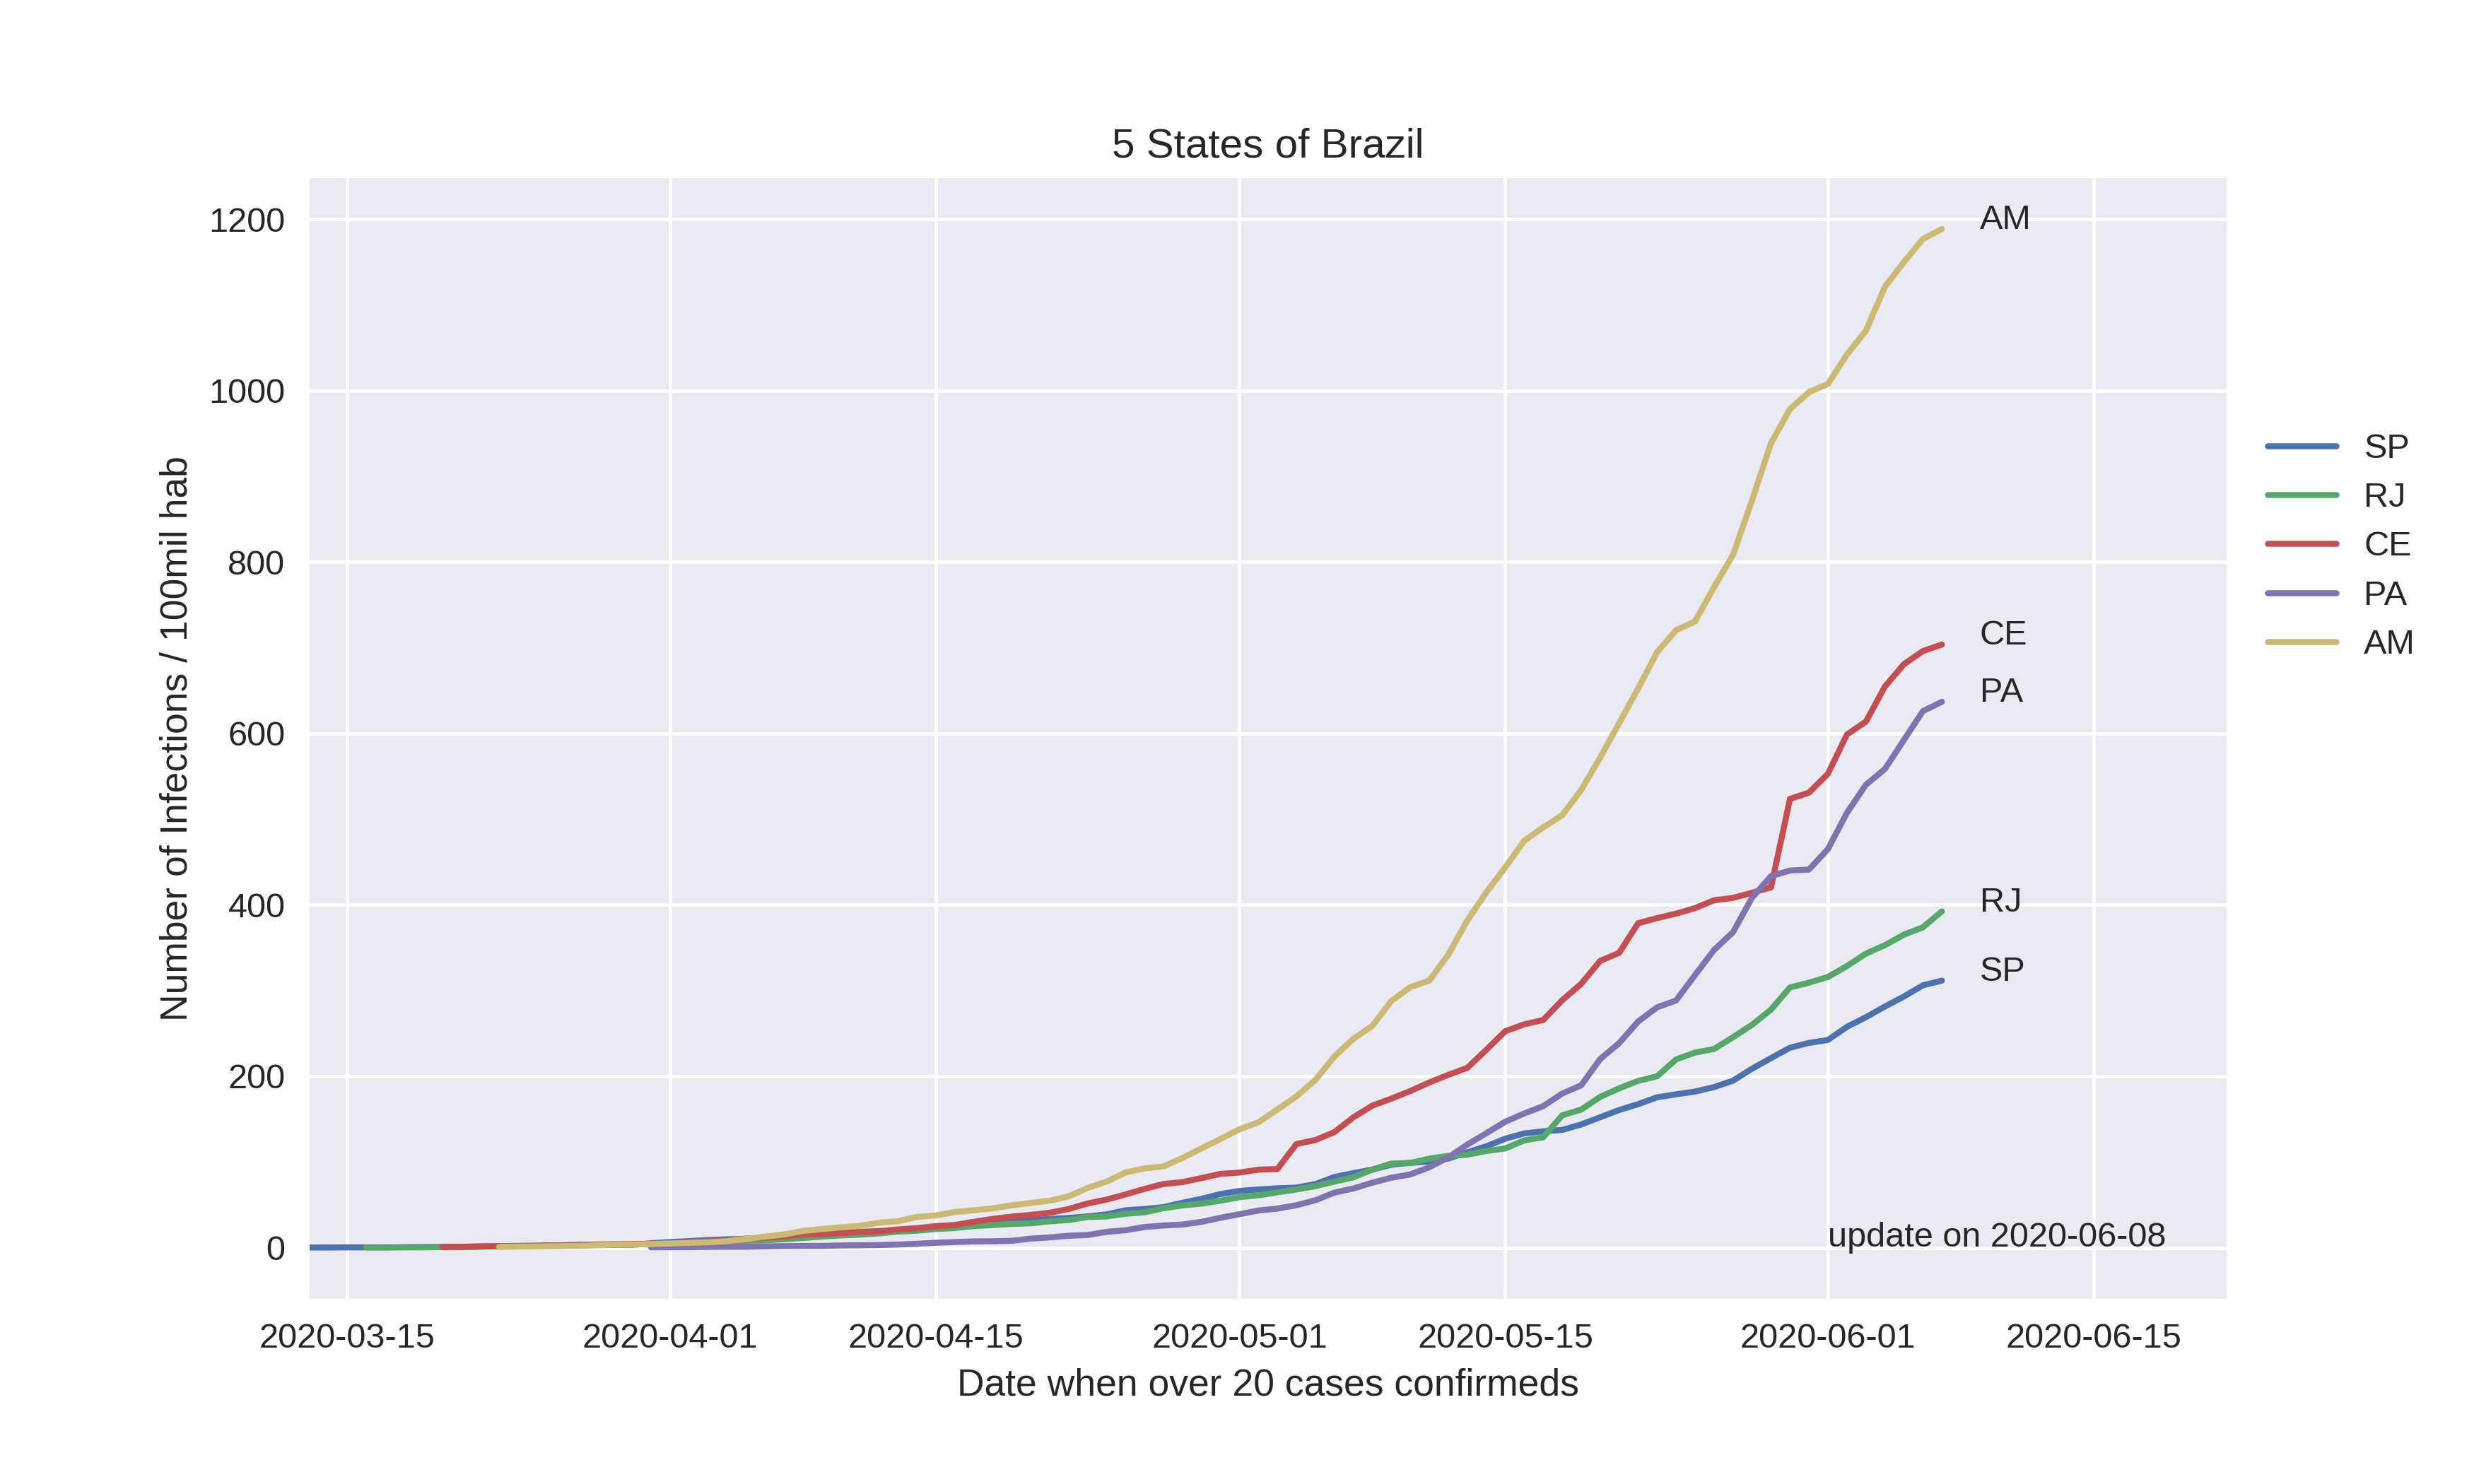 5 States of Brazil
1200
1000
800
600
400
200
0
Number of Infections / 100mil hab
AM
CE
PA
RJ
SP
update on 2020-06-08
SP
RJ
CE
PA
AM
2020-03-15 2020-04-01 2020-04-15 2020-05-01 2020-05-15 2020-06-01 2020-06-15
Date when over 20 cases confirmeds